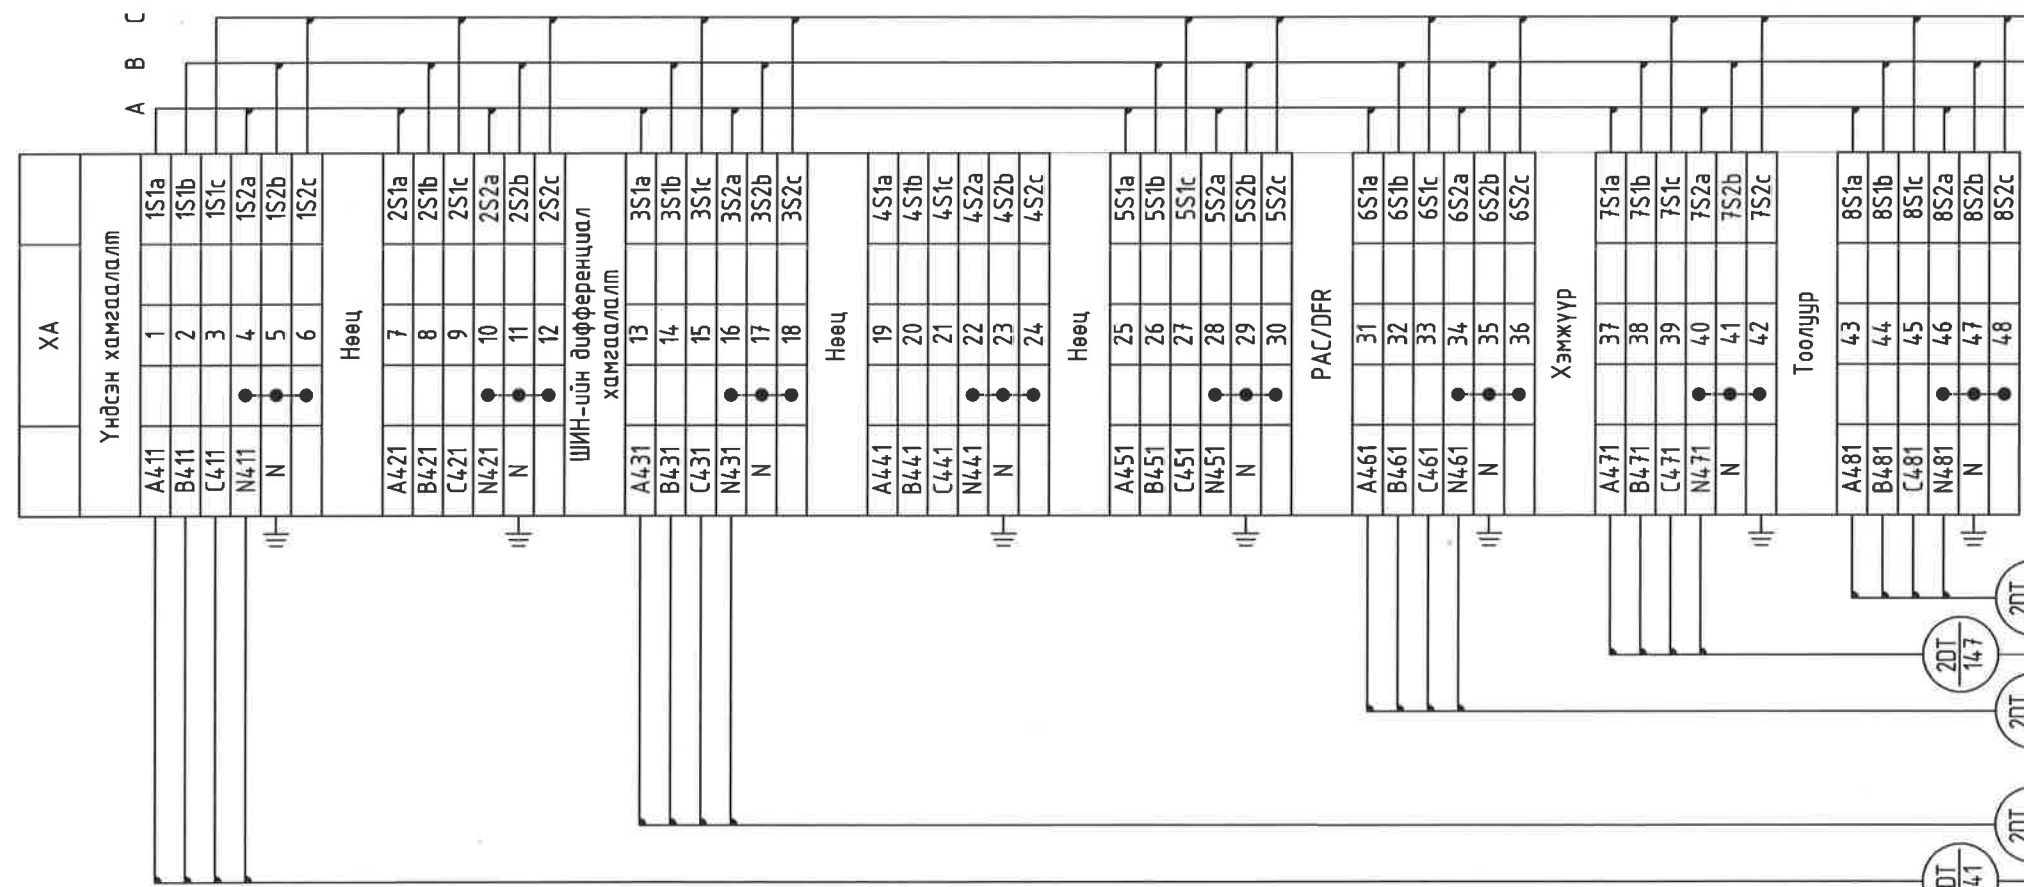 A B C
ХА
Үндсэн хамгаалалт
A411 1 1S1a
B411 2 1S1b
C411 3 1S1c
N411 4 1S2a
N 5 1S2b
6 1S2c
Нөөц
A421 7 2S1a
B421 8 2S1b
C421 9 2S1c
N421 10 2S2a
N 11 2S2b
12 2S2c
ШИН-ийн дифференциал
хамгаалалт
A431 13 3S1a
B431 14 3S1b
C431 15 3S1c
N431 16 3S2a
N 17 3S2b
18 3S2c
Нөөц
A441 19 4S1a
B441 20 4S1b
C441 21 4S1c
N441 22 4S2a
N 23 4S2b
24 4S2c
Нөөц
A451 25 5S1a
B451 26 5S1b
C451 27 5S1c
N451 28 5S2a
N 29 5S2b
30 5S2c
РАС/DFR
A461 31 6S1a
B461 32 6S1b
C461 33 6S1c
N461 34 6S2a
N 35 6S2b
36 6S2c
Хэмжүүр
A471 37 7S1a
B471 38 7S1b
C471 39 7S1c
N471 40 7S2a
N 41 7S2b
42 7S2c
Тоолуур
A481 43 8S1a
B481 44 8S1b
C481 45 8S1c
N481 46 8S2a
N 47 8S2b
48 8S2c
DT
41
2DT
2DT
2DT
147
2DT